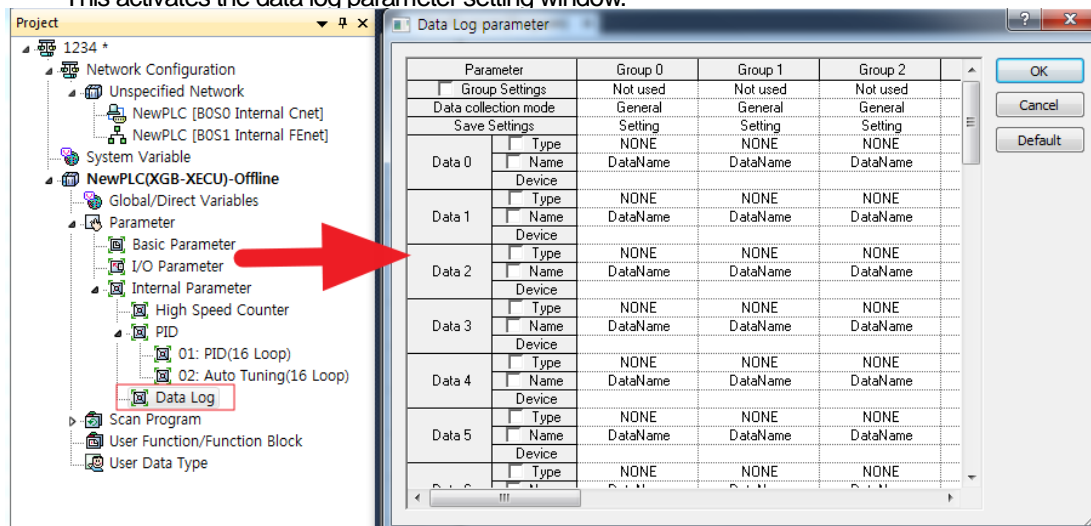 This activates the data log parameter setting window.
Project
1234 *
Network Configuration
Unspecified Network
NewPLC [B0S0 Internal Cnet]
NewPLC [B0S1 Internal FEnet]
System Variable
NewPLC(XGB-XECU)-Offline
Global/Direct Variables
Parameter
Basic Parameter
I/O Parameter
Internal Parameter
High Speed Counter
PID
01: PID(16 Loop)
02: Auto Tuning(16 Loop)
Data Log
Scan Program
User Function/Function Block
User Data Type
Data Log parameter
Parameter Group 0 Group 1 Group 2
Group Settings Not used Not used Not used
Data collection mode General General General
Save Settings Setting Setting Setting
Data 0 Type NONE NONE NONE
Name DataName DataName DataName
Device
Data 1 Type NONE NONE NONE
Name DataName DataName DataName
Device
Data 2 Type NONE NONE NONE
Name DataName DataName DataName
Device
Data 3 Type NONE NONE NONE
Name DataName DataName DataName
Device
Data 4 Type NONE NONE NONE
Name DataName DataName DataName
Device
Data 5 Type NONE NONE NONE
Name DataName DataName DataName
Device
Type NONE NONE NONE
OK
Cancel
Default